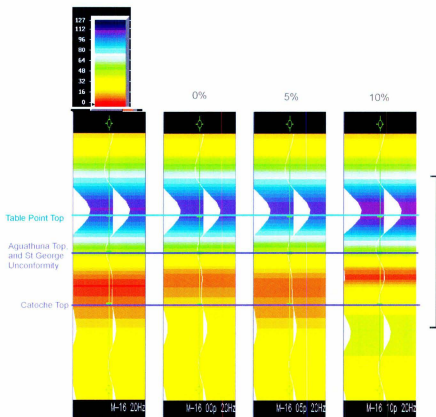 127
112
96
80
64
48
32
16
0
0%
5%
10%
Table Point Top
Aguathuna Top,
and St George
Unconformity
Catoche Top
M-16 20Hz
M-16 00p 20Hz
M-16 05p 20Hz
M-16 10p 20Hz